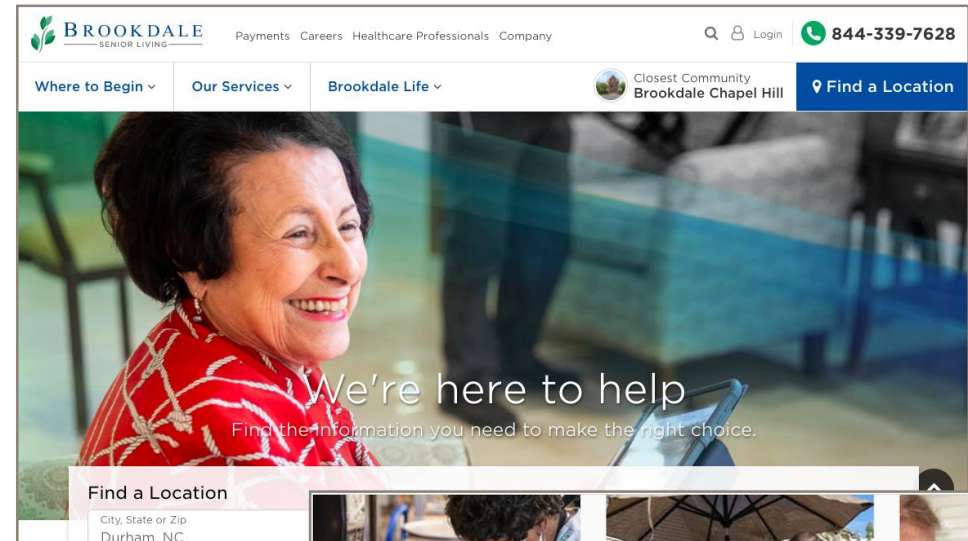 BROOKDALE
SENIOR LIVING
Payments Careers Healthcare Professionals Company
Login
844-339-7628
Where to Begin
Our Services
Brookdale Life
Closest Community
Brookdale Chapel Hill
Find a Location
We're here to help
Find the information you need to make the right choice.
Find a Location
City, State or Zip
Durham, NC